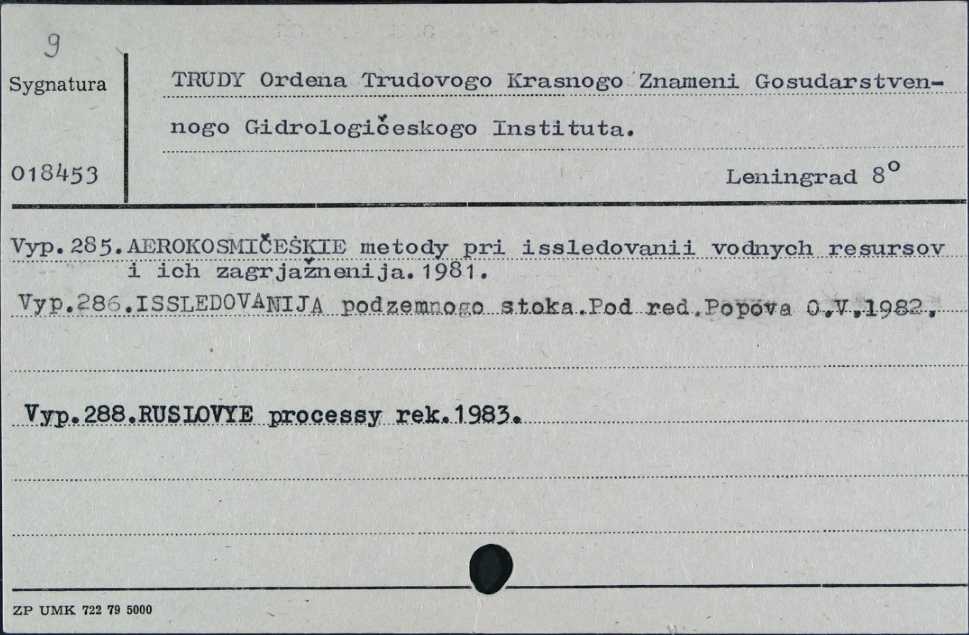 9
Sygnatura
TRUDY Ordena Trudovogo Krasnogo Znameni Gosudarstven-
nogo Gidrologičeskogo Instituta.
018453
Leningrad 8°
Vyp.285.AEROKOSMIČEŚKIE metody pri issledovanii vodnych resursov
i ich zagrjažnenija.1981.
Vyp.286.ISSLEDOVANIJA podzemnogo stoka.Pod red.Popova O.V.1982.
Vyp.288.RUSLOVYE processy rek.1983.
ZP UMK 722 79 5000